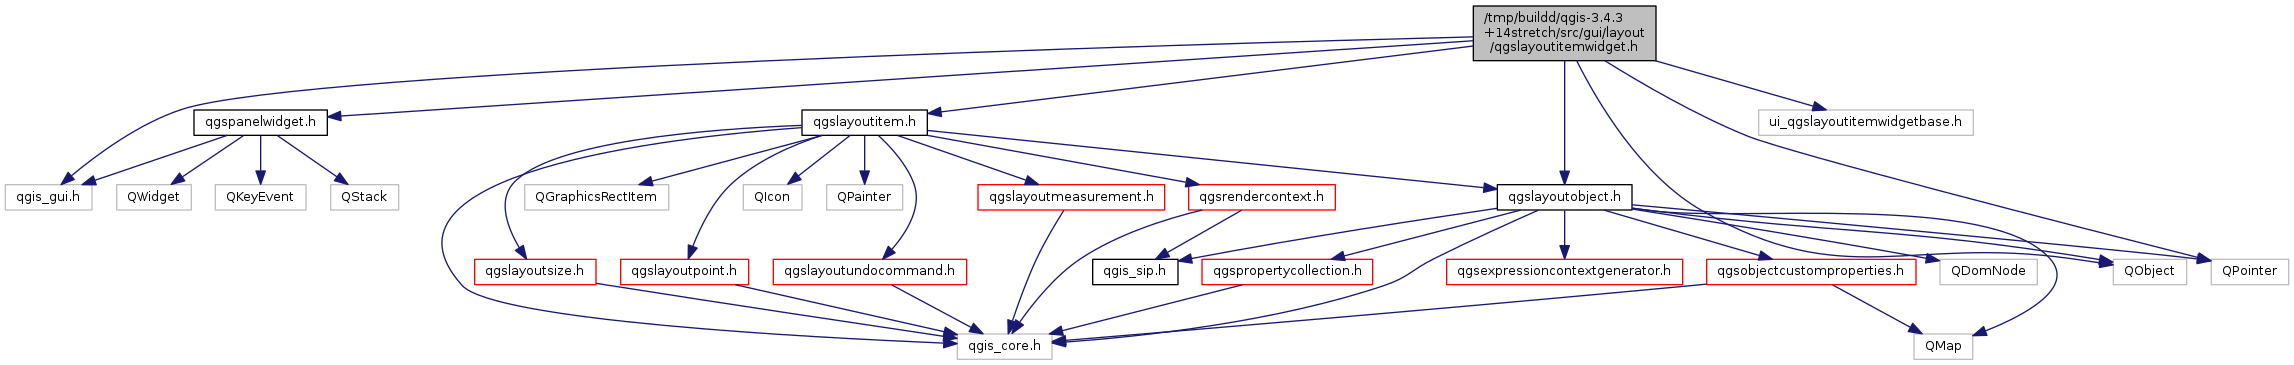 /tmp/buildd/qgis-3.4.3
+14stretch/src/gui/layout
/qgslayoutitemwidget.h
qgspanelwidget.h
qgslayoutitem.h
ui_qgslayoutitemwidgetbase.h
qgis_gui.h
QWidget
QKeyEvent
QStack
QGraphicsRectItem
QIcon
QPainter
qgslayoutmeasurement.h
qgsrendercontext.h
qgslayoutobject.h
qgslayoutsize.h
qgslayoutpoint.h
qgslayoutundocommand.h
qgis_sip.h
qgspropertycollection.h
qgsexpressioncontextgenerator.h
qgsobjectcustomproperties.h
QDomNode
QObject
QPointer
qgis_core.h
QMap